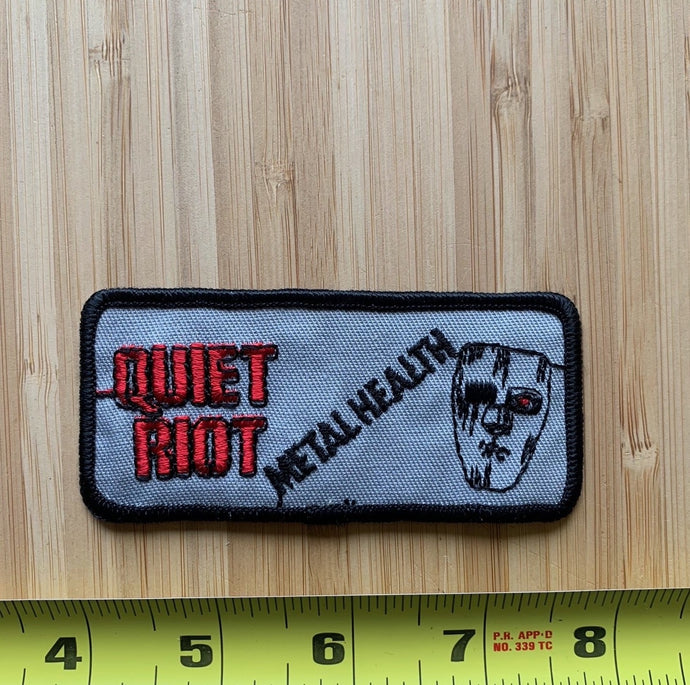 QUIET
RIOT
METAL HEALTH
4 5 6 7 P.H. APP·D 8
NO. 339 TC